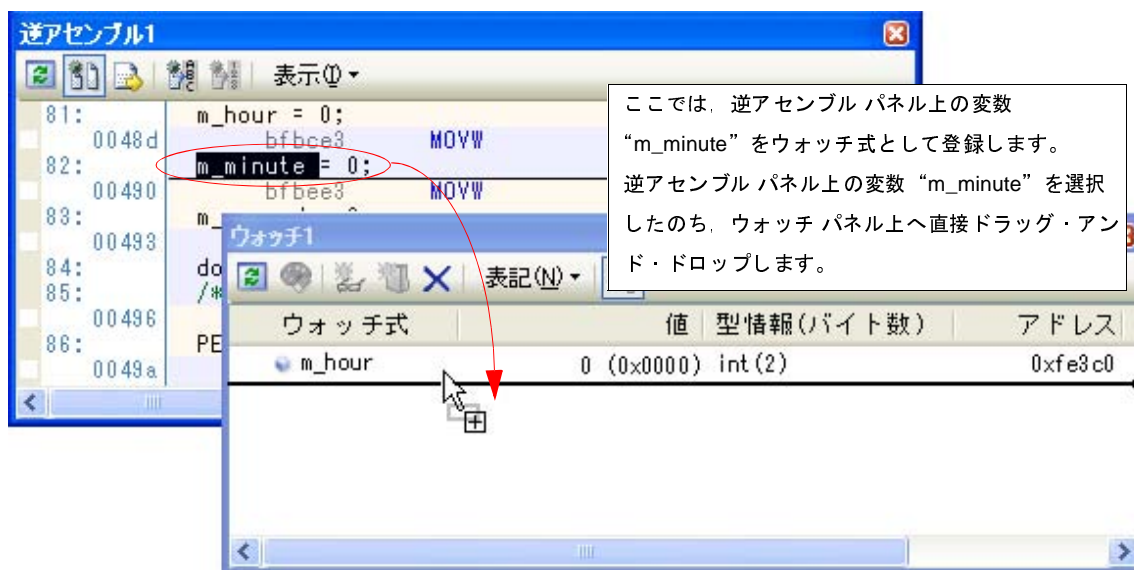 逆アセンブル1
表示(I)
81: m_hour = 0;
0048d bfbce3 MOVW
82: m_minute = 0;
00490 bfbee3 MOVW
83: m_
00493
84: do
85: /*
00496
86: PE
0049a
ここでは，逆アセンブル パネル上の変数
“m_minute”をウォッチ式として登録します。
逆アセンブル パネル上の変数“m_minute”を選択
したのち，ウォッチ パネル上へ直接ドラッグ・アン
ド・ドロップします。
ウォッチ1
表記(N)
ウォッチ式 値 型情報(バイト数) アドレス
m_hour 0 (0x0000) int(2) 0xfe3c0